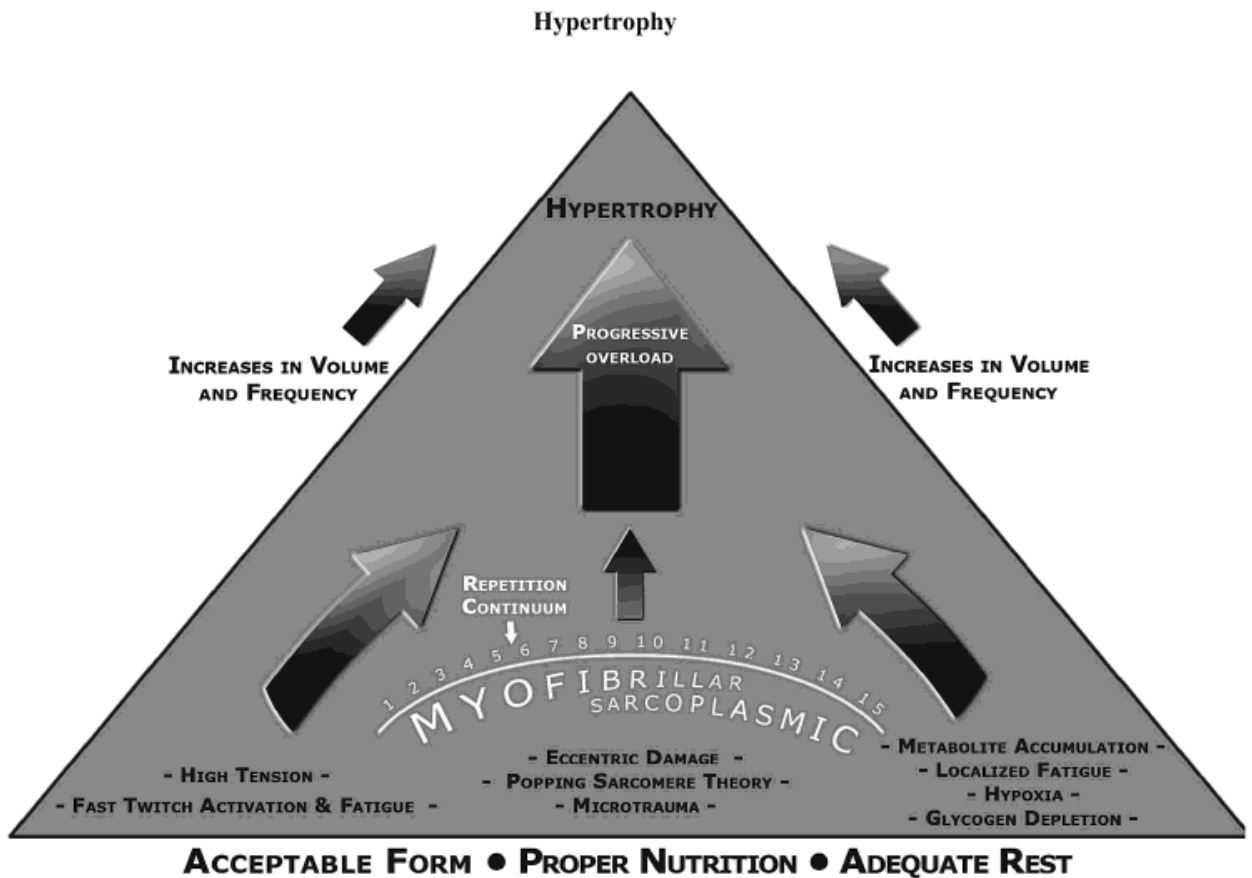 Hypertrophy
HYPERTROPHY
PROGRESSIVE
OVERLOAD
INCREASES IN VOLUME
AND FREQUENCY
INCREASES IN VOLUME
AND FREQUENCY
REPETITION
CONTINUUM
1 2 3 4 5 6 7 8 9 10 11 12 13 14 15
MYOFIBRILLAR
SARCOPLASMIC
- HIGH TENSION -
- FAST TWITCH ACTIVATION & FATIGUE -
- ECCENTRIC DAMAGE -
- POPPING SARCOMERE THEORY -
- MICROTRAUMA -
- METABOLITE ACCUMULATION -
- LOCALIZED FATIGUE -
- HYPOXIA -
- GLYCOGEN DEPLETION -
ACCEPTABLE FORM ● PROPER NUTRITION ● ADEQUATE REST